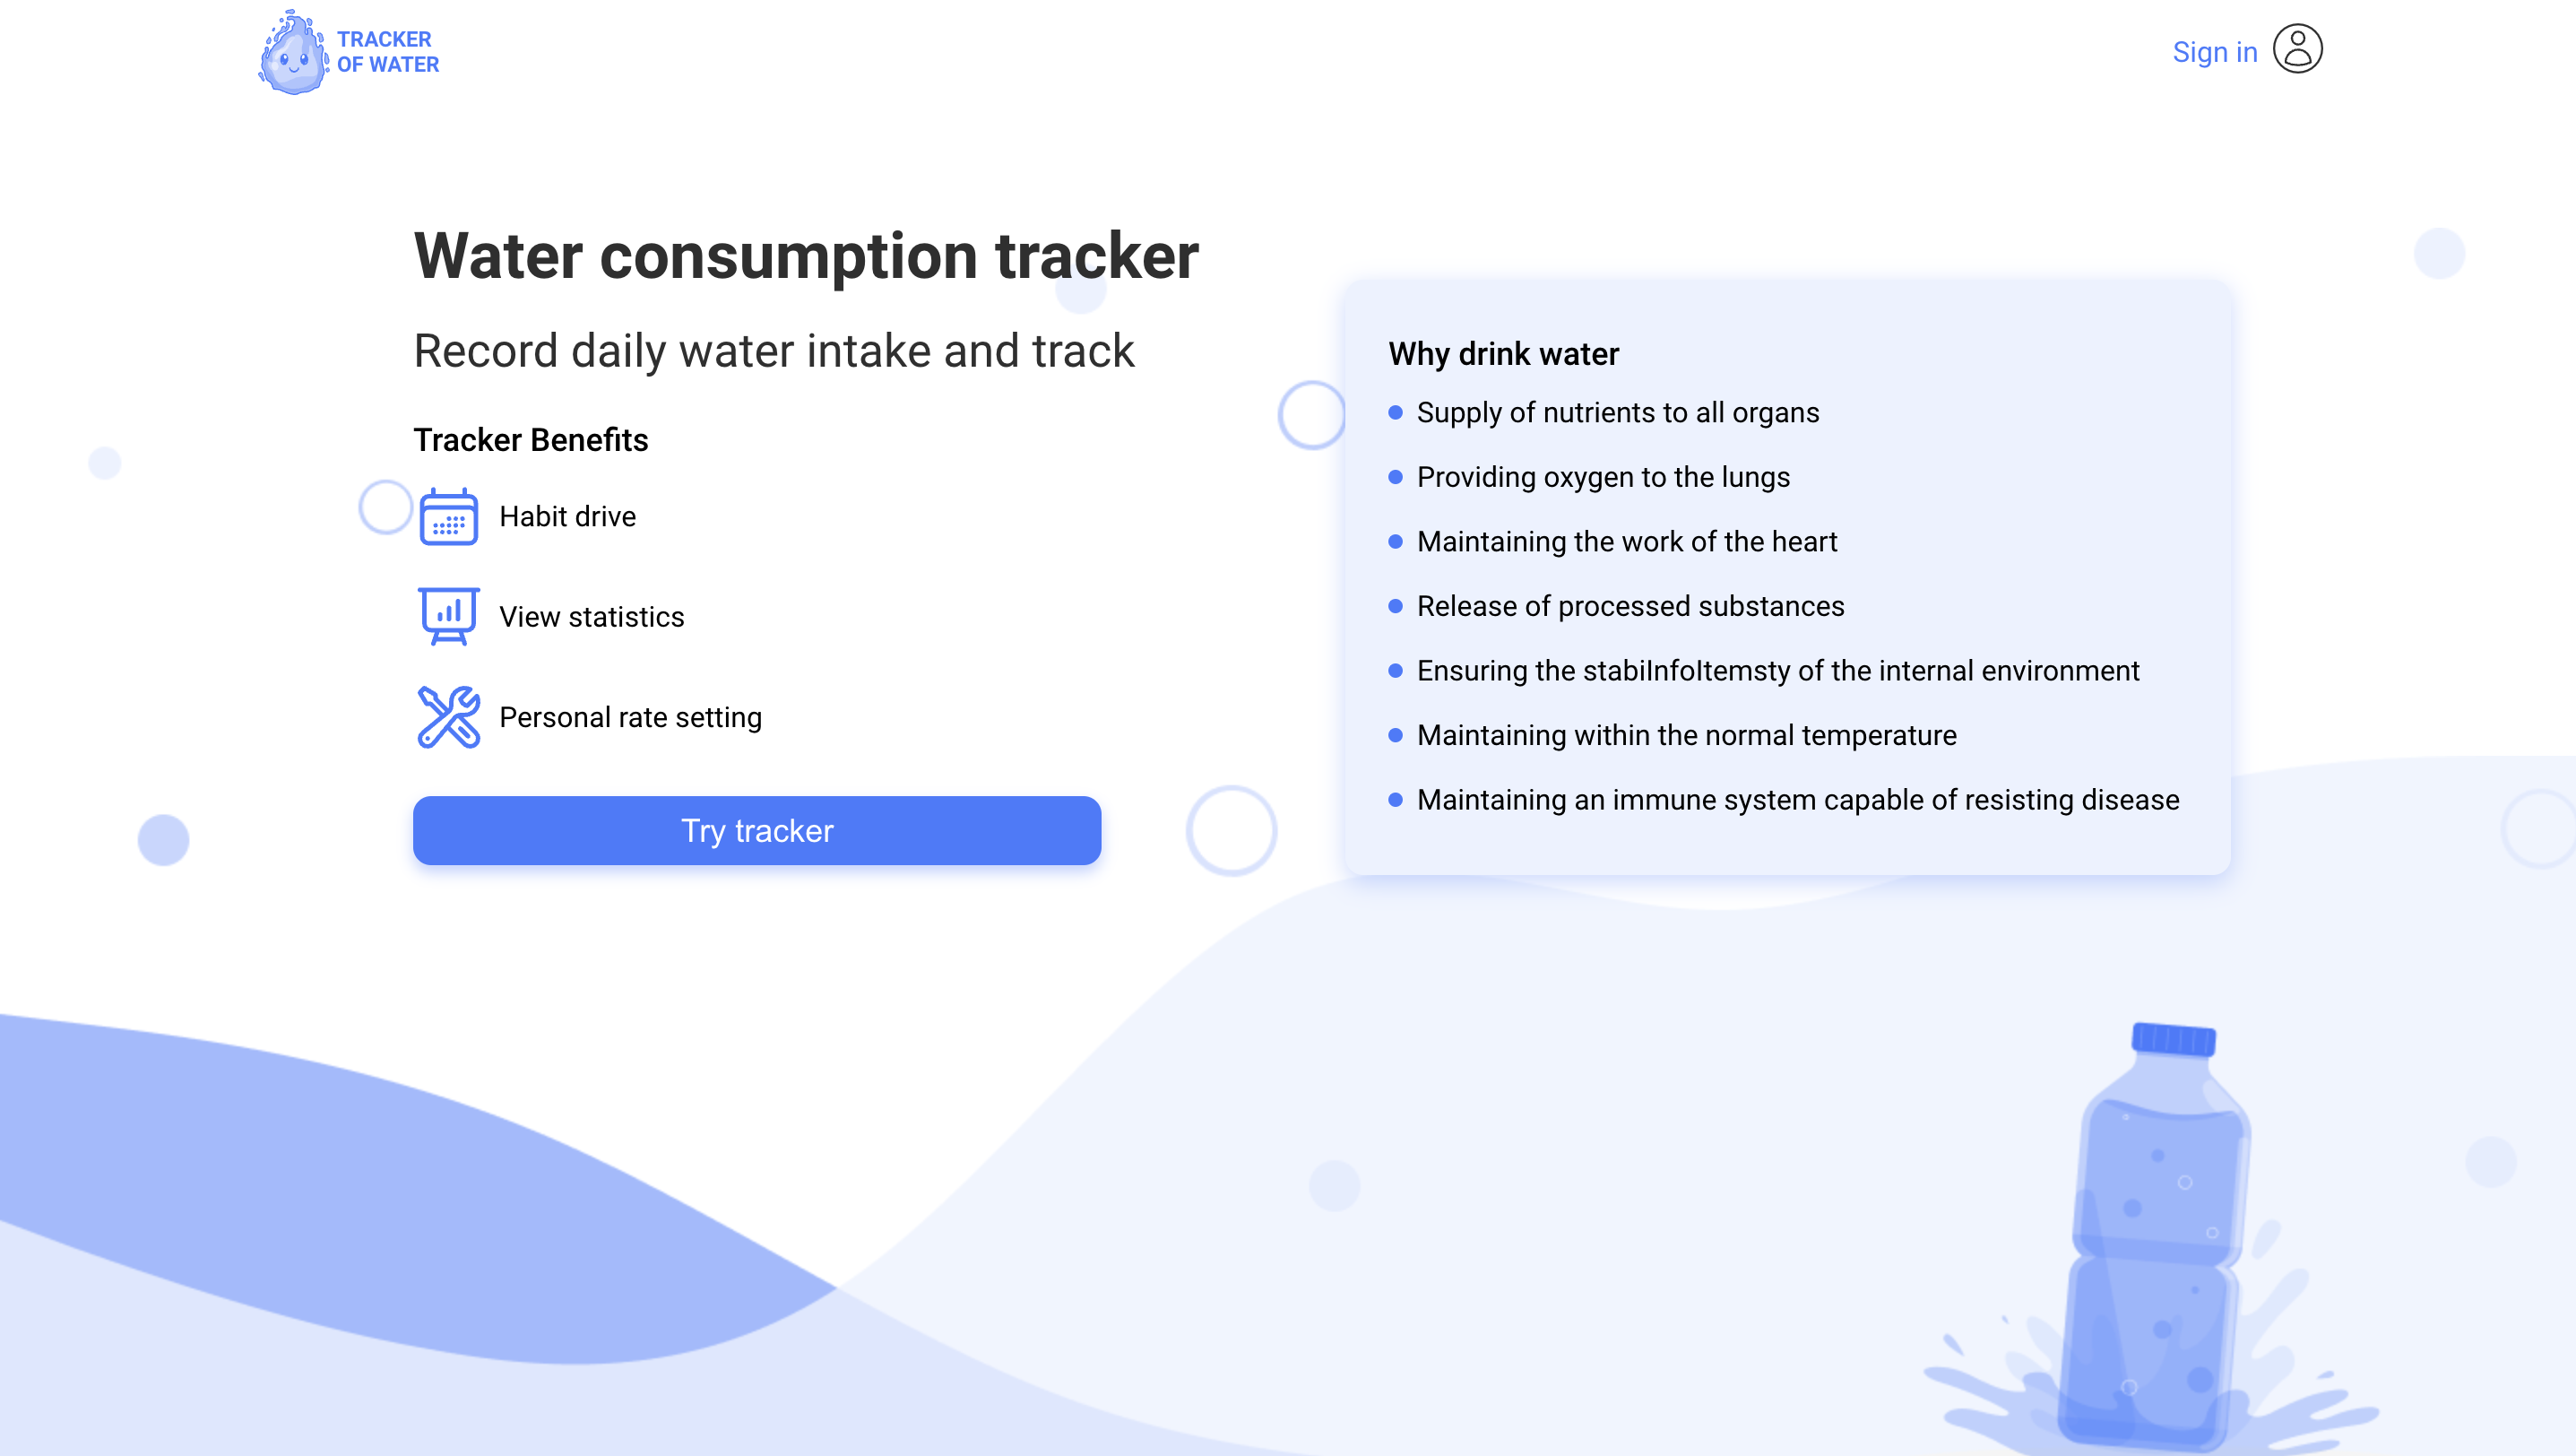 TRACKER
OF WATER
Sign in
Water consumption tracker
Record daily water intake and track
Tracker Benefits
Habit drive
View statistics
Personal rate setting
Try tracker
Why drink water
Supply of nutrients to all organs
Providing oxygen to the lungs
Maintaining the work of the heart
Release of processed substances
Ensuring the stabilnfoItemsty of the internal environment
Maintaining within the normal temperature
Maintaining an immune system capable of resisting disease